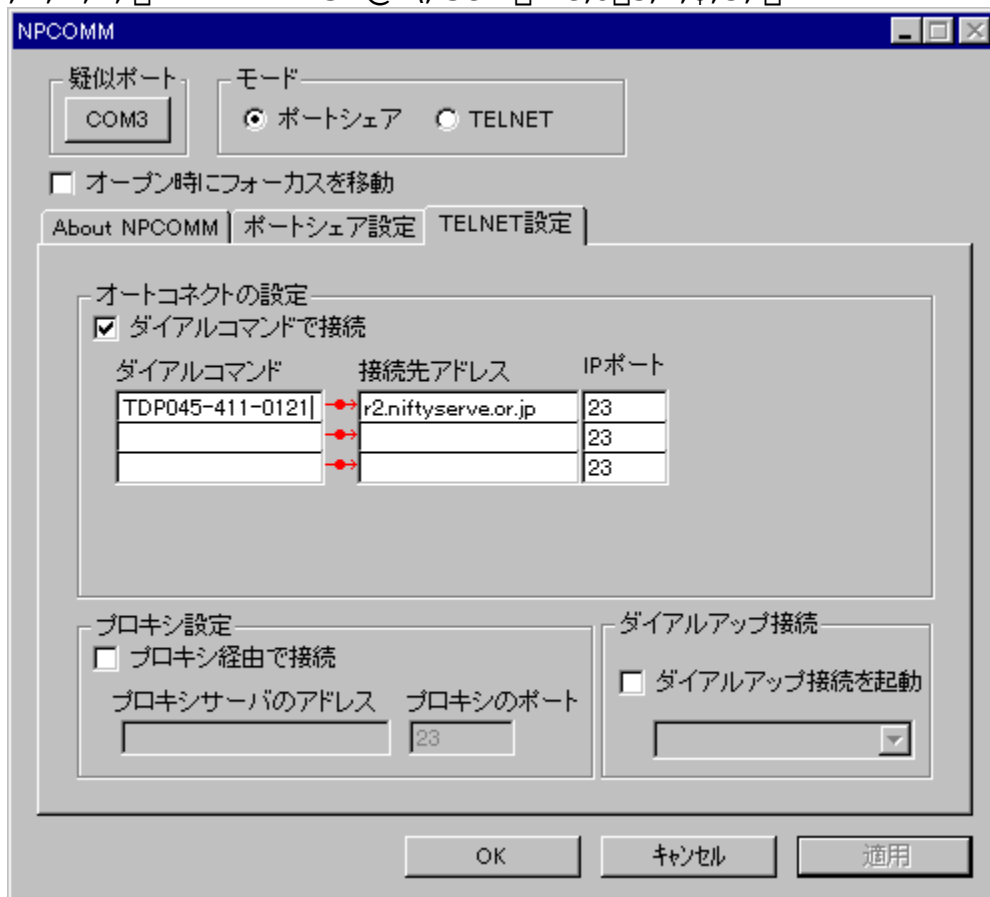 NPCOMM
疑似ポート モード
COM3 ポートシェア TELNET
オープン時にフォーカスを移動
About NPCOMM ポートシェア設定 TELNET設定
オートコネクトの設定
ダイアルコマンドで接続
ダイアルコマンド 接続先アドレス IPポート
TDP045-411-0121 r2.niftyserve.or.jp 23
23
23
プロキシ設定 ダイアルアップ接続
プロキシ経由で接続
ダイアルアップ接続を起動
プロキシサーバのアドレス プロキシのポート
23
OK キャンセル 適用